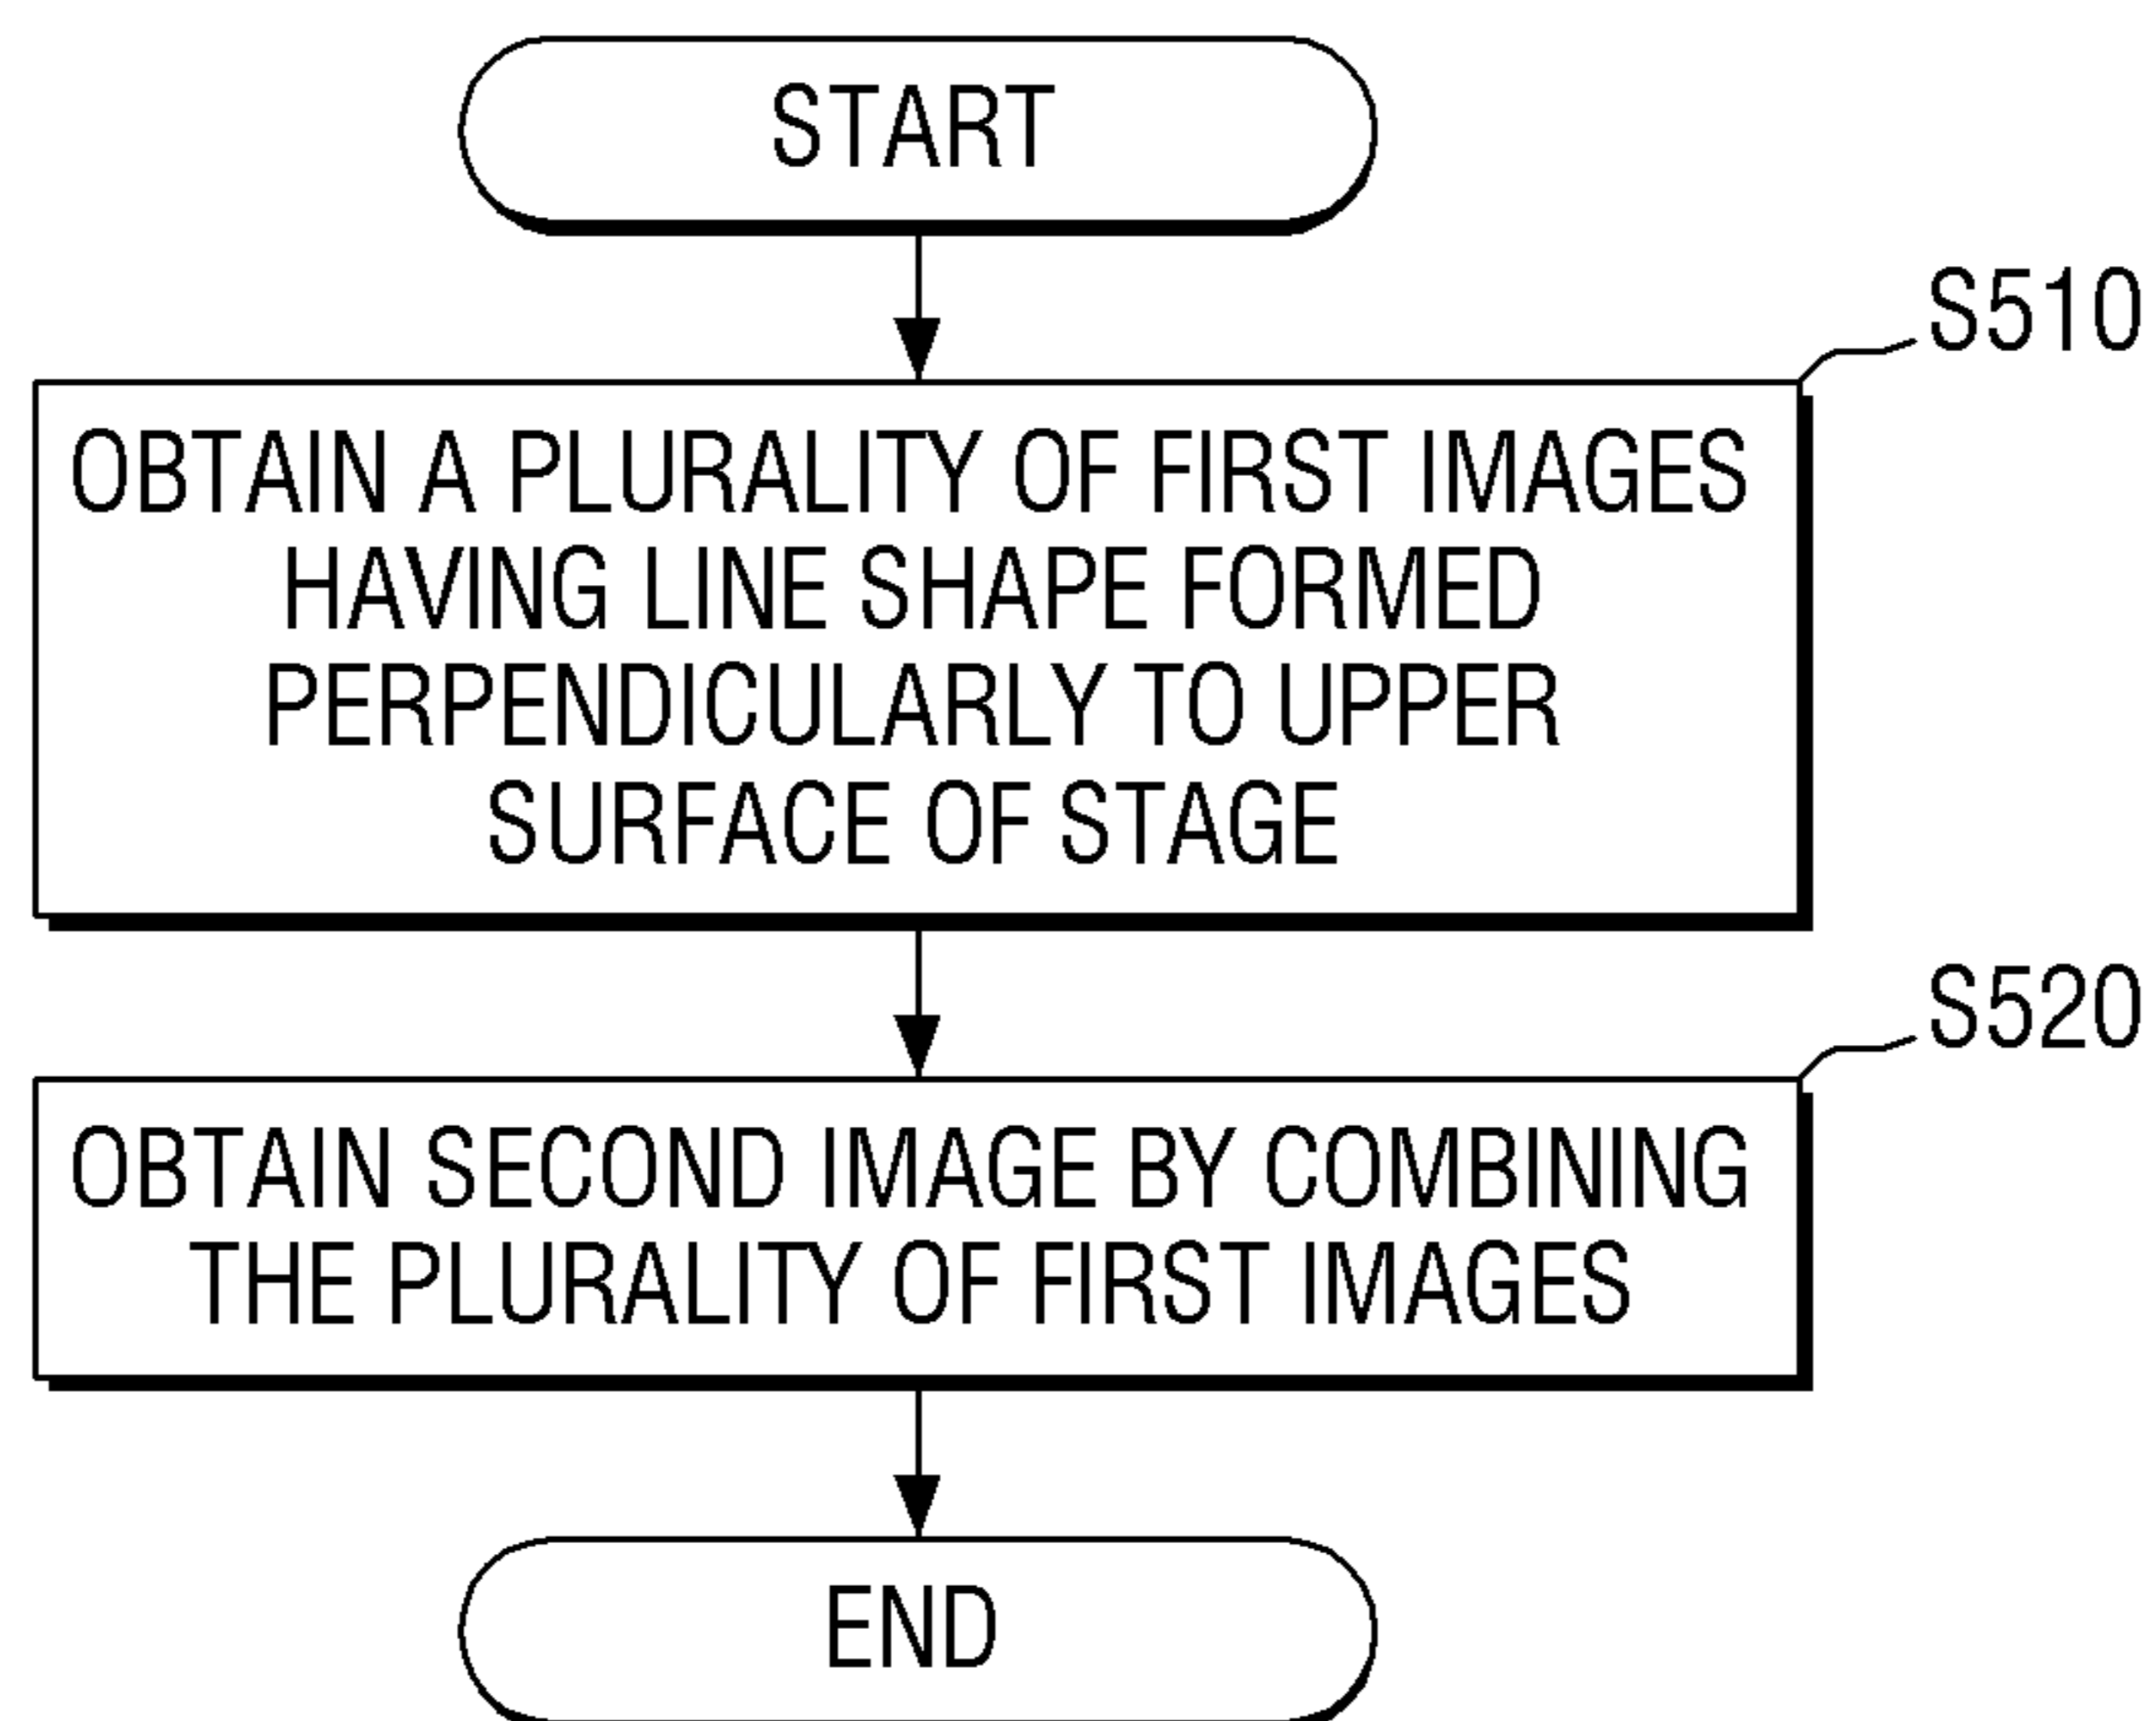 START
S510
OBTAIN A PLURALITY OF FIRST IMAGES
HAVING LINE SHAPE FORMED
PERPENDICULARLY TO UPPER
SURFACE OF STAGE
S520
OBTAIN SECOND IMAGE BY COMBINING
THE PLURALITY OF FIRST IMAGES
END